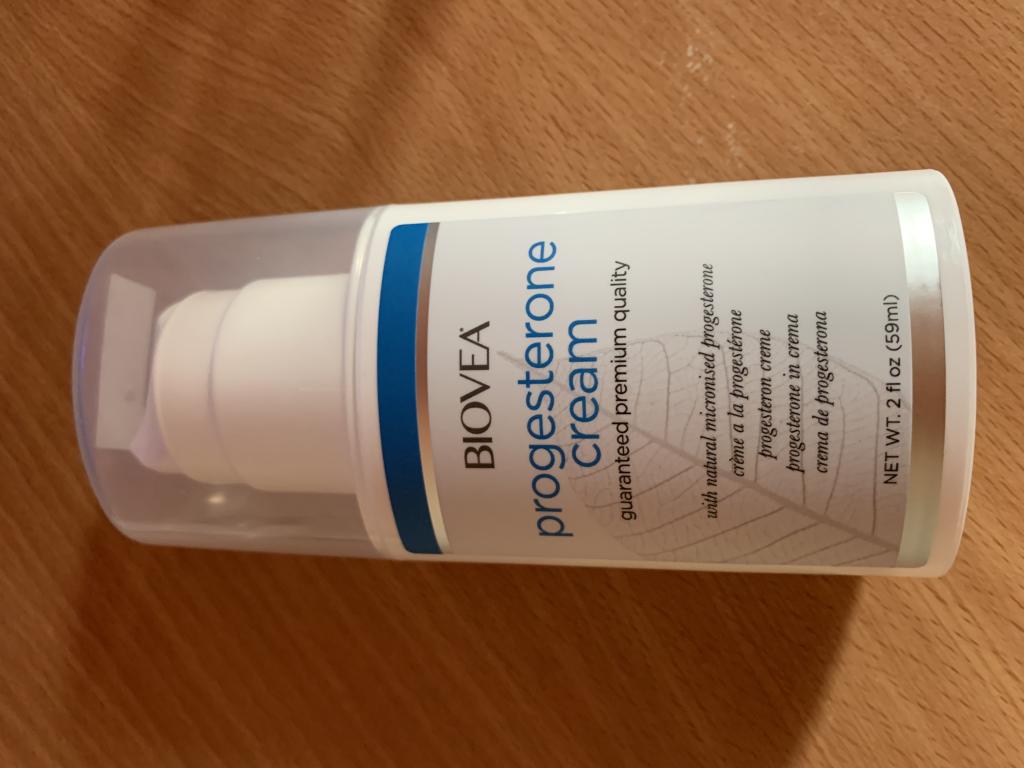 BIOVEA
progesterone
cream
guaranteed premium quality
with natural micronised progesterone
crème a la progestérone
progesteron creme
progesterone in crema
crema de progesterona
NET WT. 2 fl oz (59ml)